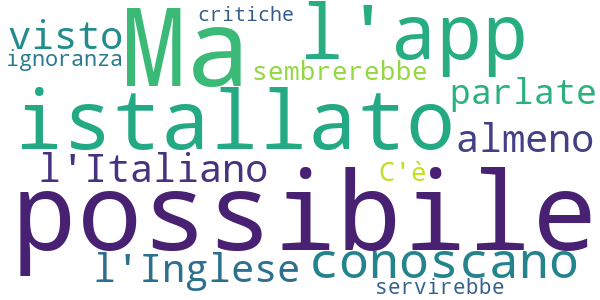 critiche
visto Ma l'app
ignoranza sembrerebbe
istallato parlate
almeno
l'Italiano C'è
possibile
l'Inglese conoscano
servirebbe